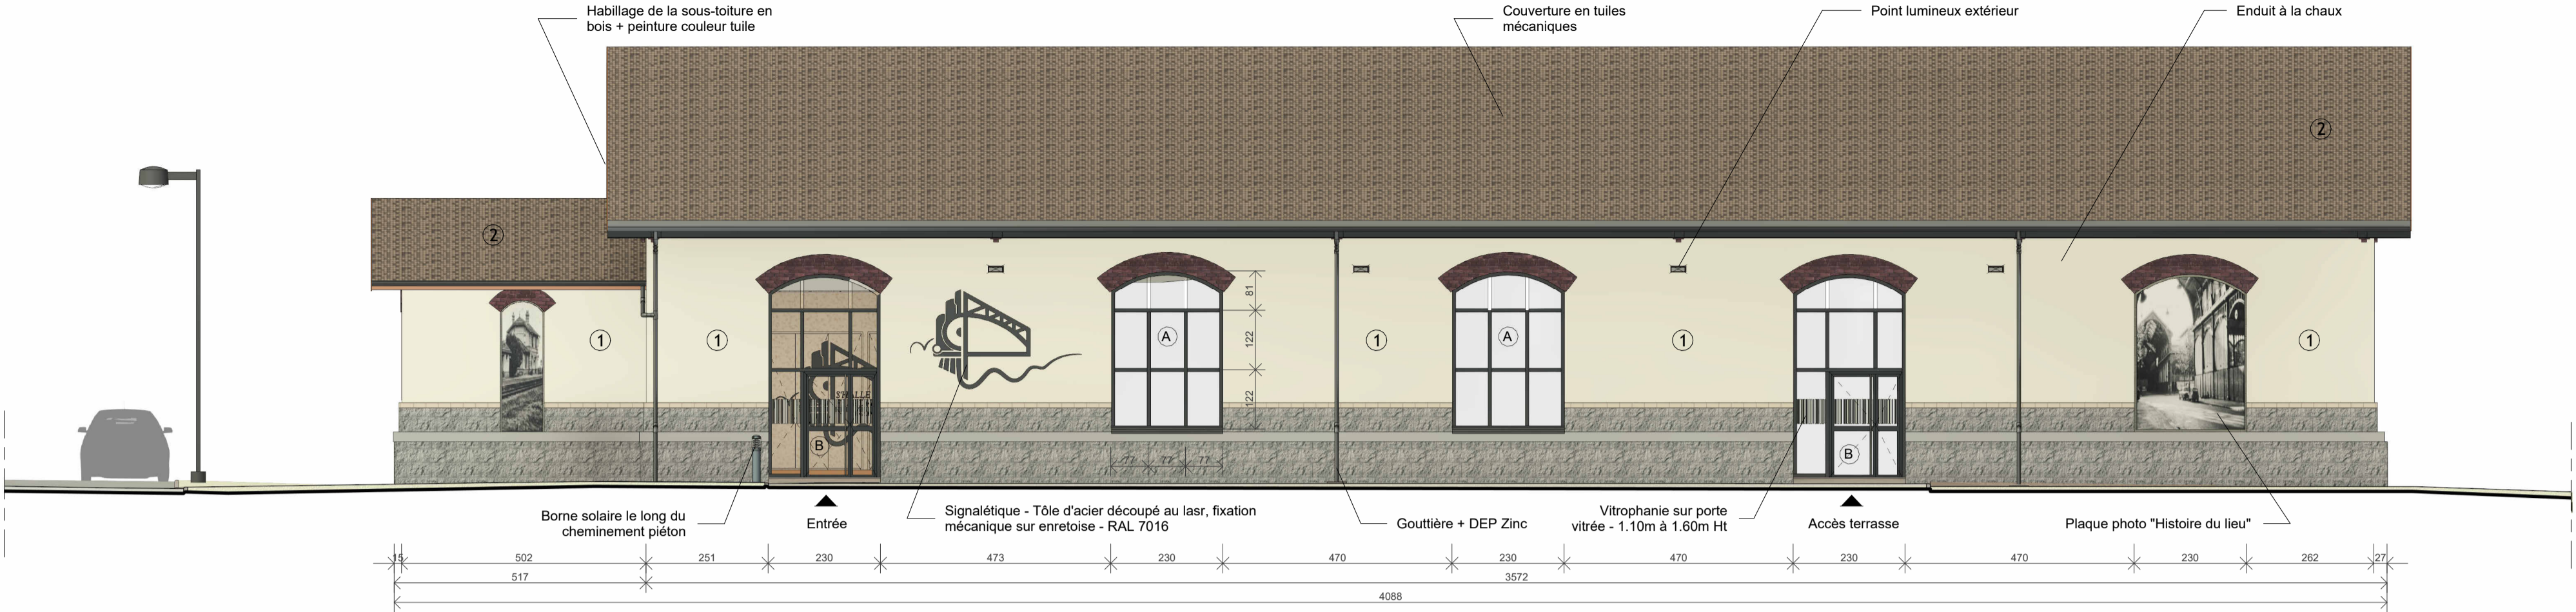 Habillage de la sous-toiture en
bois + peinture couleur tuile
Couverture en tuiles
mécaniques
Point lumineux extérieur
Enduit à la chaux
2
2
81
122
122
A
A
1
1
1
1
1
S'HALLE
B
B
77 77 77
Borne solaire le long du
cheminement piéton
Entrée
Signalétique - Tôle d'acier découpé au lasr, fixation
mécanique sur enretoise - RAL 7016
Gouttière + DEP Zinc
Vitrophanie sur porte
vitrée - 1.10m à 1.60m Ht
Accès terrasse
Plaque photo "Histoire du lieu"
15 502 251 230 473 230 470 230 470 230 470 230 262 27
517 3572
4088